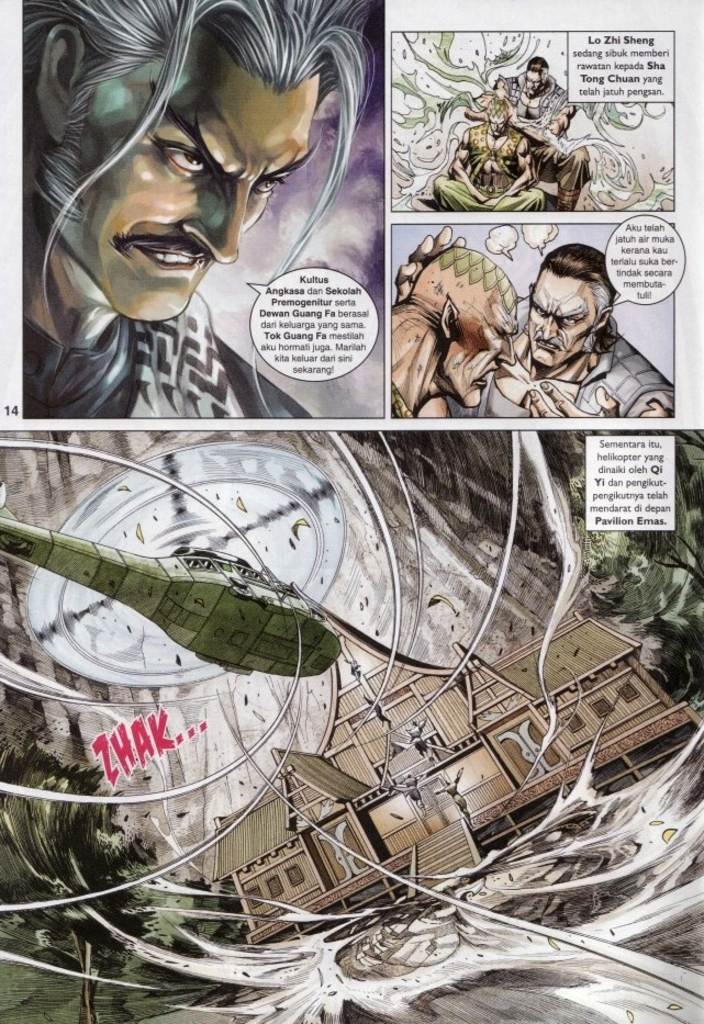 Kultus
Angkasa dan Sekolah
Premogenitur serta
Dewan Guang Fa berasal
dari keluarga yang sama.
Tok Guang Fa mestilah
aku hormati juga. Marilah
kita keluar dari sini
sekarang!
Lo Zhi Sheng
sedang sibuk memberi
rawatan kepada Sha
Tong Chuan yang
telah jatuh pengsan.
Aku telah
jatuh air muka
kerana kau
terlalu suka ber-
tindak secara
membuta-
tuli!
14
Sementara itu,
helikopter yang
dinaiki oleh Qi
Yi dan pengikut-
pengikutnya telah
mendarat di depan
Pavilion Emas.
ZHAK...